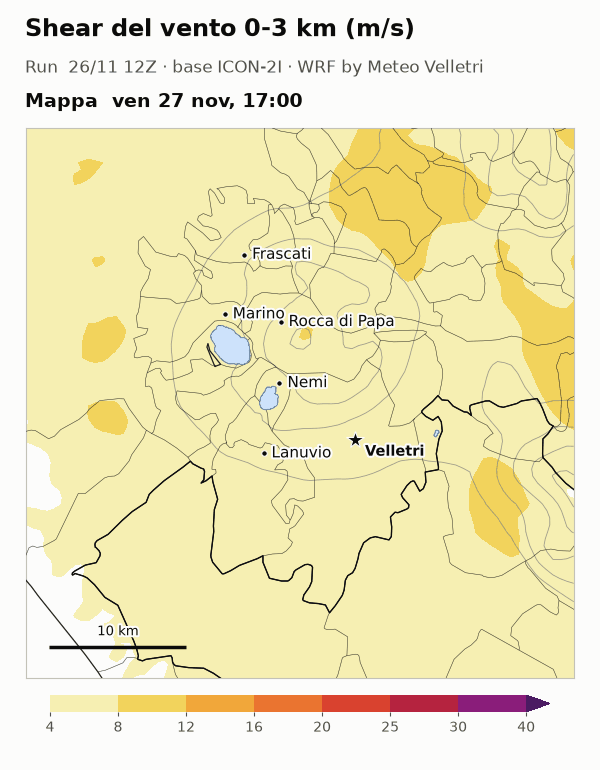 Shear del vento 0-3 km (m/s)
Run  26/11 12Z · base ICON-2I · WRF by Meteo Velletri
Mappa  ven 27 nov, 17:00
Frascati
Marino
Rocca di Papa
Nemi
Velletri
Lanuvio
10 km
4 8 12 16 20 25 30 40